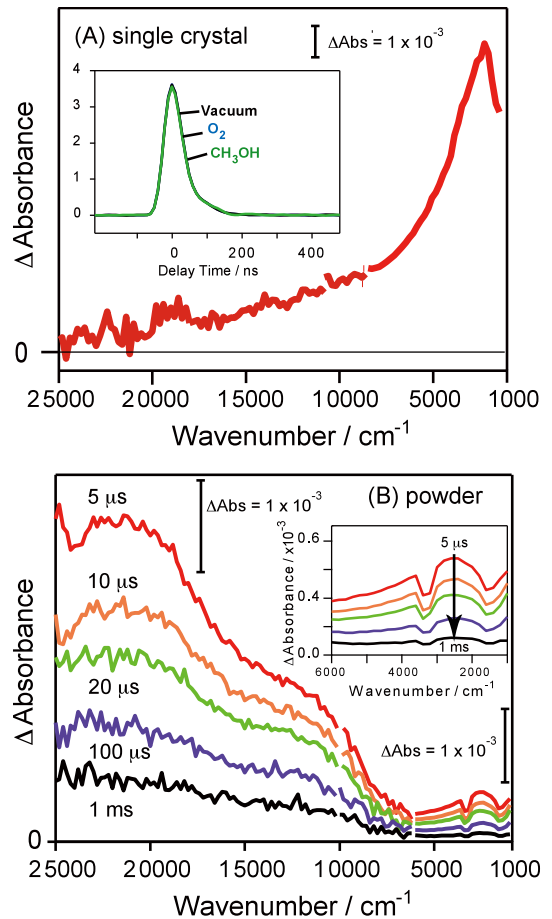 (A) single crystal
ΔAbs = 1 x 10⁻³
Δ Absorbance
4
3
2
1
0
Vacuum
O₂
CH₃OH
0 200 400
Delay Time / ns
0
25000 20000 15000 10000 5000 1000
Wavenumber / cm⁻¹
(B) powder
ΔAbs = 1 x 10⁻³
5 μs
10 μs
20 μs
100 μs
1 ms
Δ Absorbance
Δ Absorbance / x10⁻³
0.6
0.4
0.0
5 μs
1 ms
6000 4000 2000
Wavenumber / cm⁻¹
ΔAbs = 1 x 10⁻³
0
25000 20000 15000 10000 5000 1000
Wavenumber / cm⁻¹